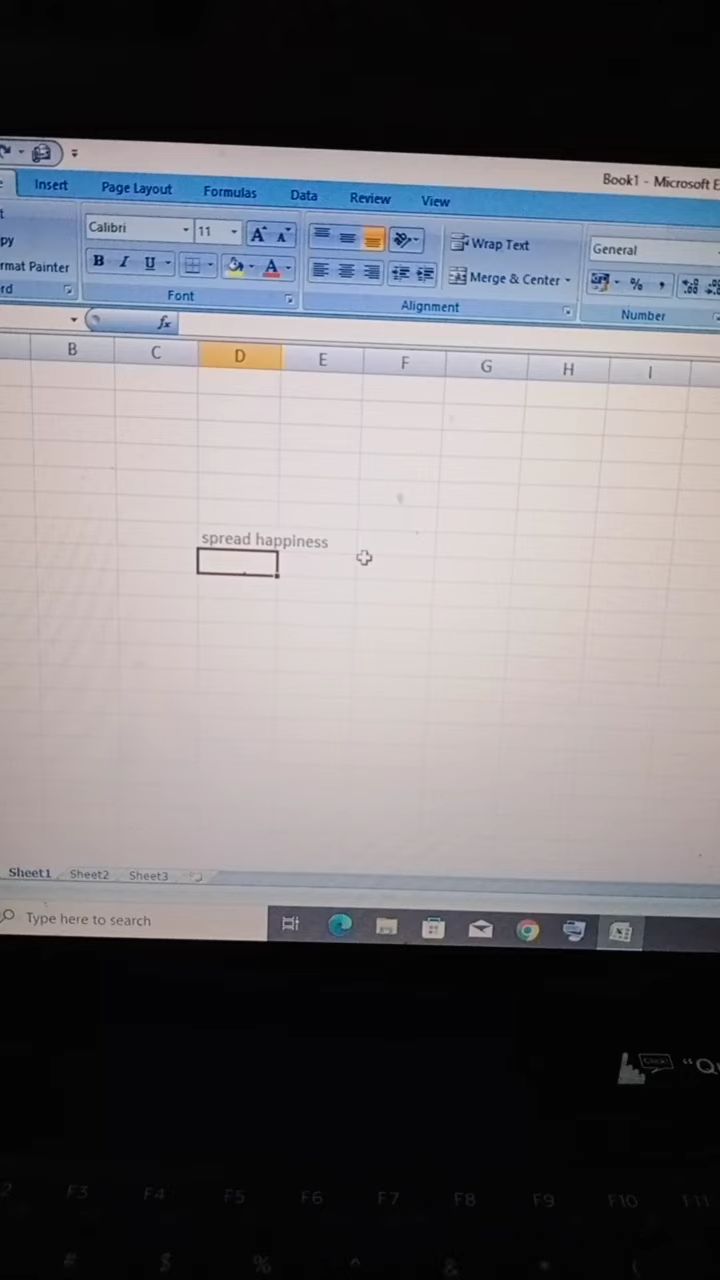 Book1 - Microsoft E
Insert Page Layout Formulas Data Review View
Calibri 11 Wrap Text General
rmat Painter B I U A Merge & Center % ,
Font Alignment Number
fx
B C D E F G H I
spread happiness
Sheet1 Sheet2 Sheet3
Type here to search
F3 F4 F5 F6 F7 F8 F9 F10 F11
# $ % ^ & * (